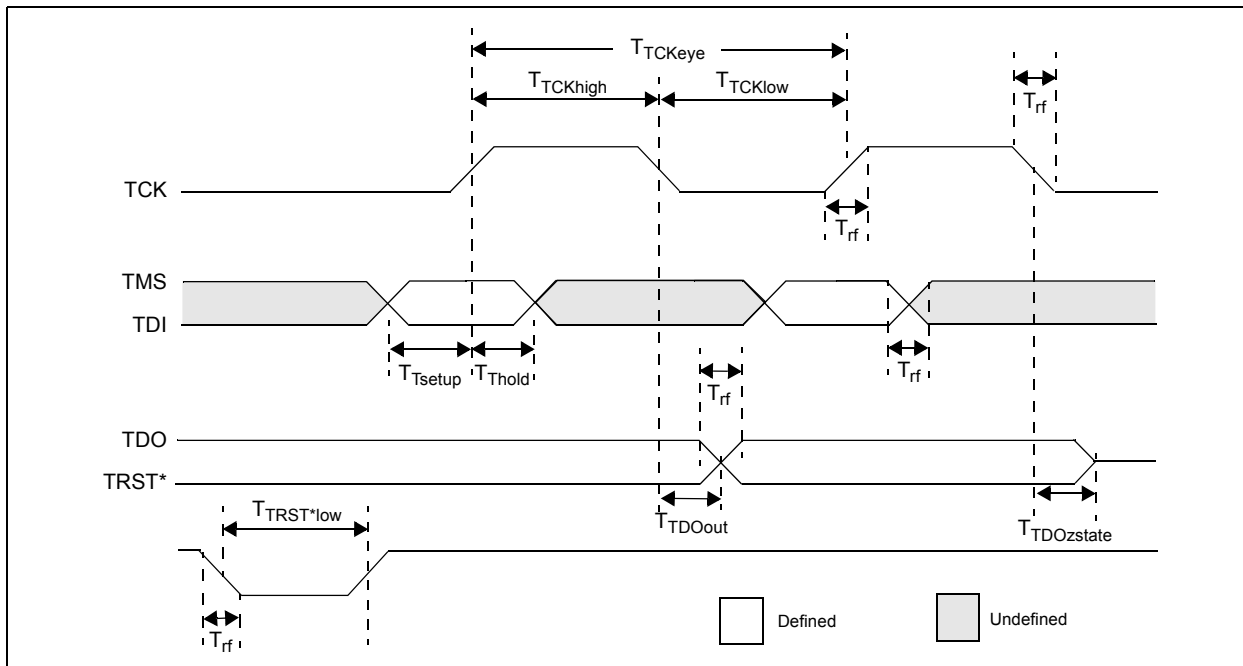 TTCKeye
TTCKhigh
TTCKlow
Trf
TCK
Trf
TMS
TDI
TTsetup
TThold
Trf
Trf
TDO
TRST*
TTRST*low
TTDOout
TTDOzstate
Trf
Defined
Undefined